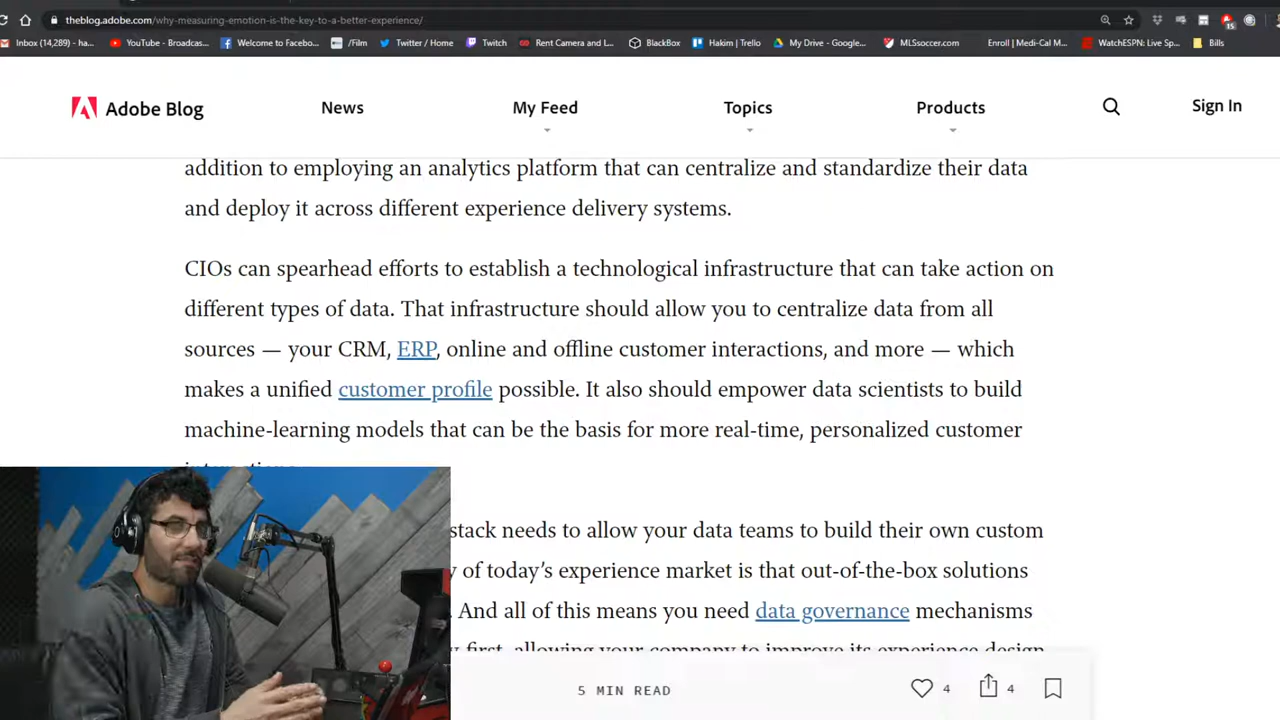 theblog.adobe.com/why-measuring-emotion-is-the-key-to-a-better-experience/
Inbox (14,289) - ha... YouTube - Broadcas... Welcome to Facebo... /Film Twitter / Home Twitch Rent Camera and L... BlackBox Hakim | Trello My Drive - Google... MLSsoccer.com Enroll | Medi-Cal M... WatchESPN: Live Sp... Bills
Adobe Blog News My Feed Topics Products Sign In
addition to employing an analytics platform that can centralize and standardize their data
and deploy it across different experience delivery systems.
CIOs can spearhead efforts to establish a technological infrastructure that can take action on
different types of data. That infrastructure should allow you to centralize data from all
sources — your CRM, ERP, online and offline customer interactions, and more — which
makes a unified customer profile possible. It also should empower data scientists to build
machine-learning models that can be the basis for more real-time, personalized customer
stack needs to allow your data teams to build their own custom
of today's experience market is that out-of-the-box solutions
And all of this means you need data governance mechanisms
first, allowing your company to improve its experience design
5 MIN READ 4 4